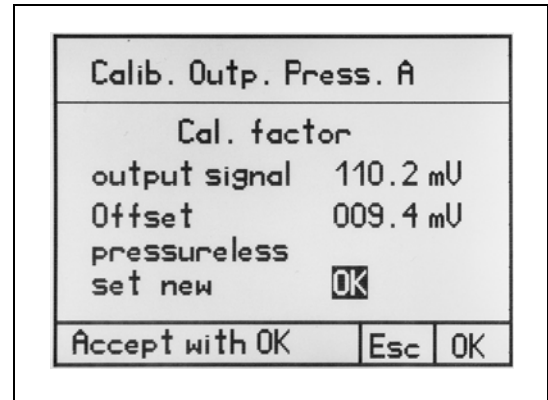 Calib. Outp. Press. A
Cal. factor
output signal 110.2 mV
Offset 009.4 mV
pressureless
set new OK
Accept with OK Esc OK